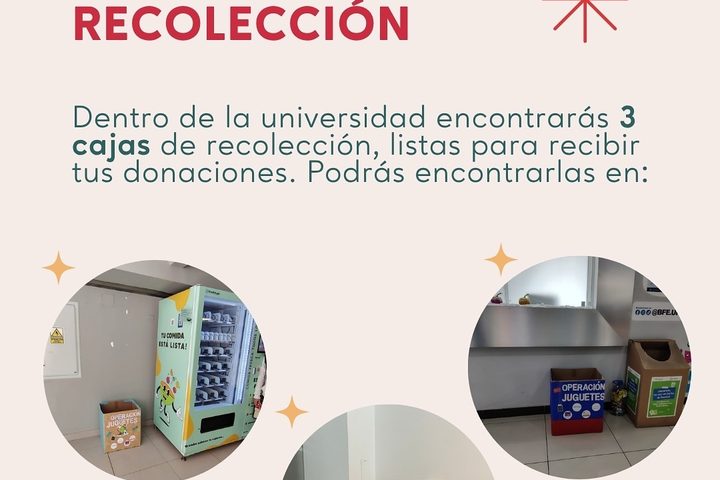 RECOLECCIÓN
Dentro de la universidad encontrarás 3
cajas de recolección, listas para recibir
tus donaciones. Podrás encontrarlas en:
TU COMIDA
ESTÁ LISTA!
OPERACIÓN
JUGUETES
@BFE.U
OPERACIÓN
JUGUETES